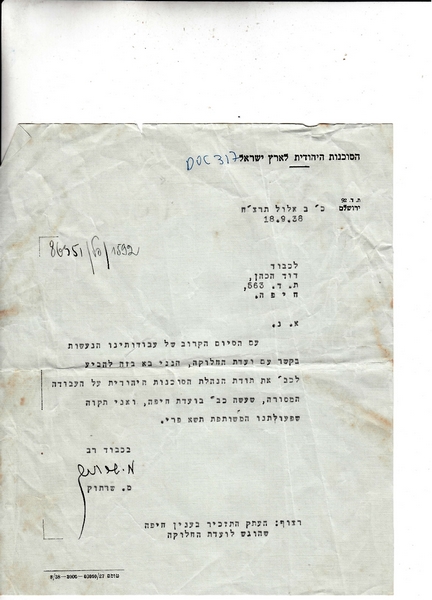 הסוכנות היהודית לארץ ישראל
DOC 317
ת.ד. 92
ירושלם
כ"ב אלול תרצ"ח
18.9.38
לכבוד
דוד הכהן,
ת. ד. 563,
חיפה.
א. נ.
עם הסיום הקרוב של עבודותינו הנעשות
בקשר עם ועדת החלוקה, הנני בא בזה להביע
לכב' את תודת הנהלת הסוכנות היהודית על העבודה
המסורה, שעשה כב' בועדת חיפה, ואני תקוה
שפעולתנו המשותפת תשא פרי.
בכבוד רב
מ. שרתוק
מ. שרתוק
רצוף: העתק התזכיר בענין חיפה
שהוגש לועדת החלוקה